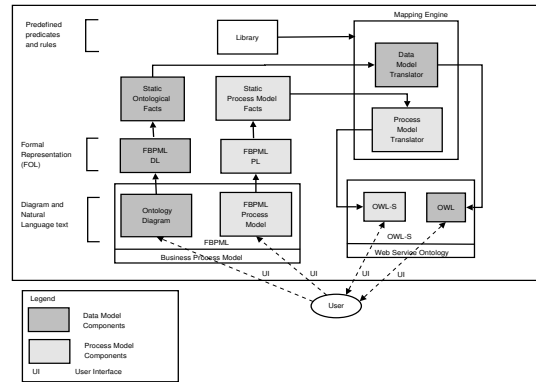 Mapping Engine
Predefined
predicates
and rules
Library
Data
Model
Translator
Static
Ontological
Facts
Static
Process Model
Facts
Process
Model
Translator
Formal
Representation
(FOL)
FBPML
DL
FBPML
PL
Diagram and
Natural
Language text
Ontology
Diagram
FBPML
Process
Model
OWL-S
OWL
FBPML
OWL-S
Business Process Model
Web Service Ontology
UI
UI
UI
UI
User
Legend
Data Model
Components
Process Model
Components
UI
User Interface